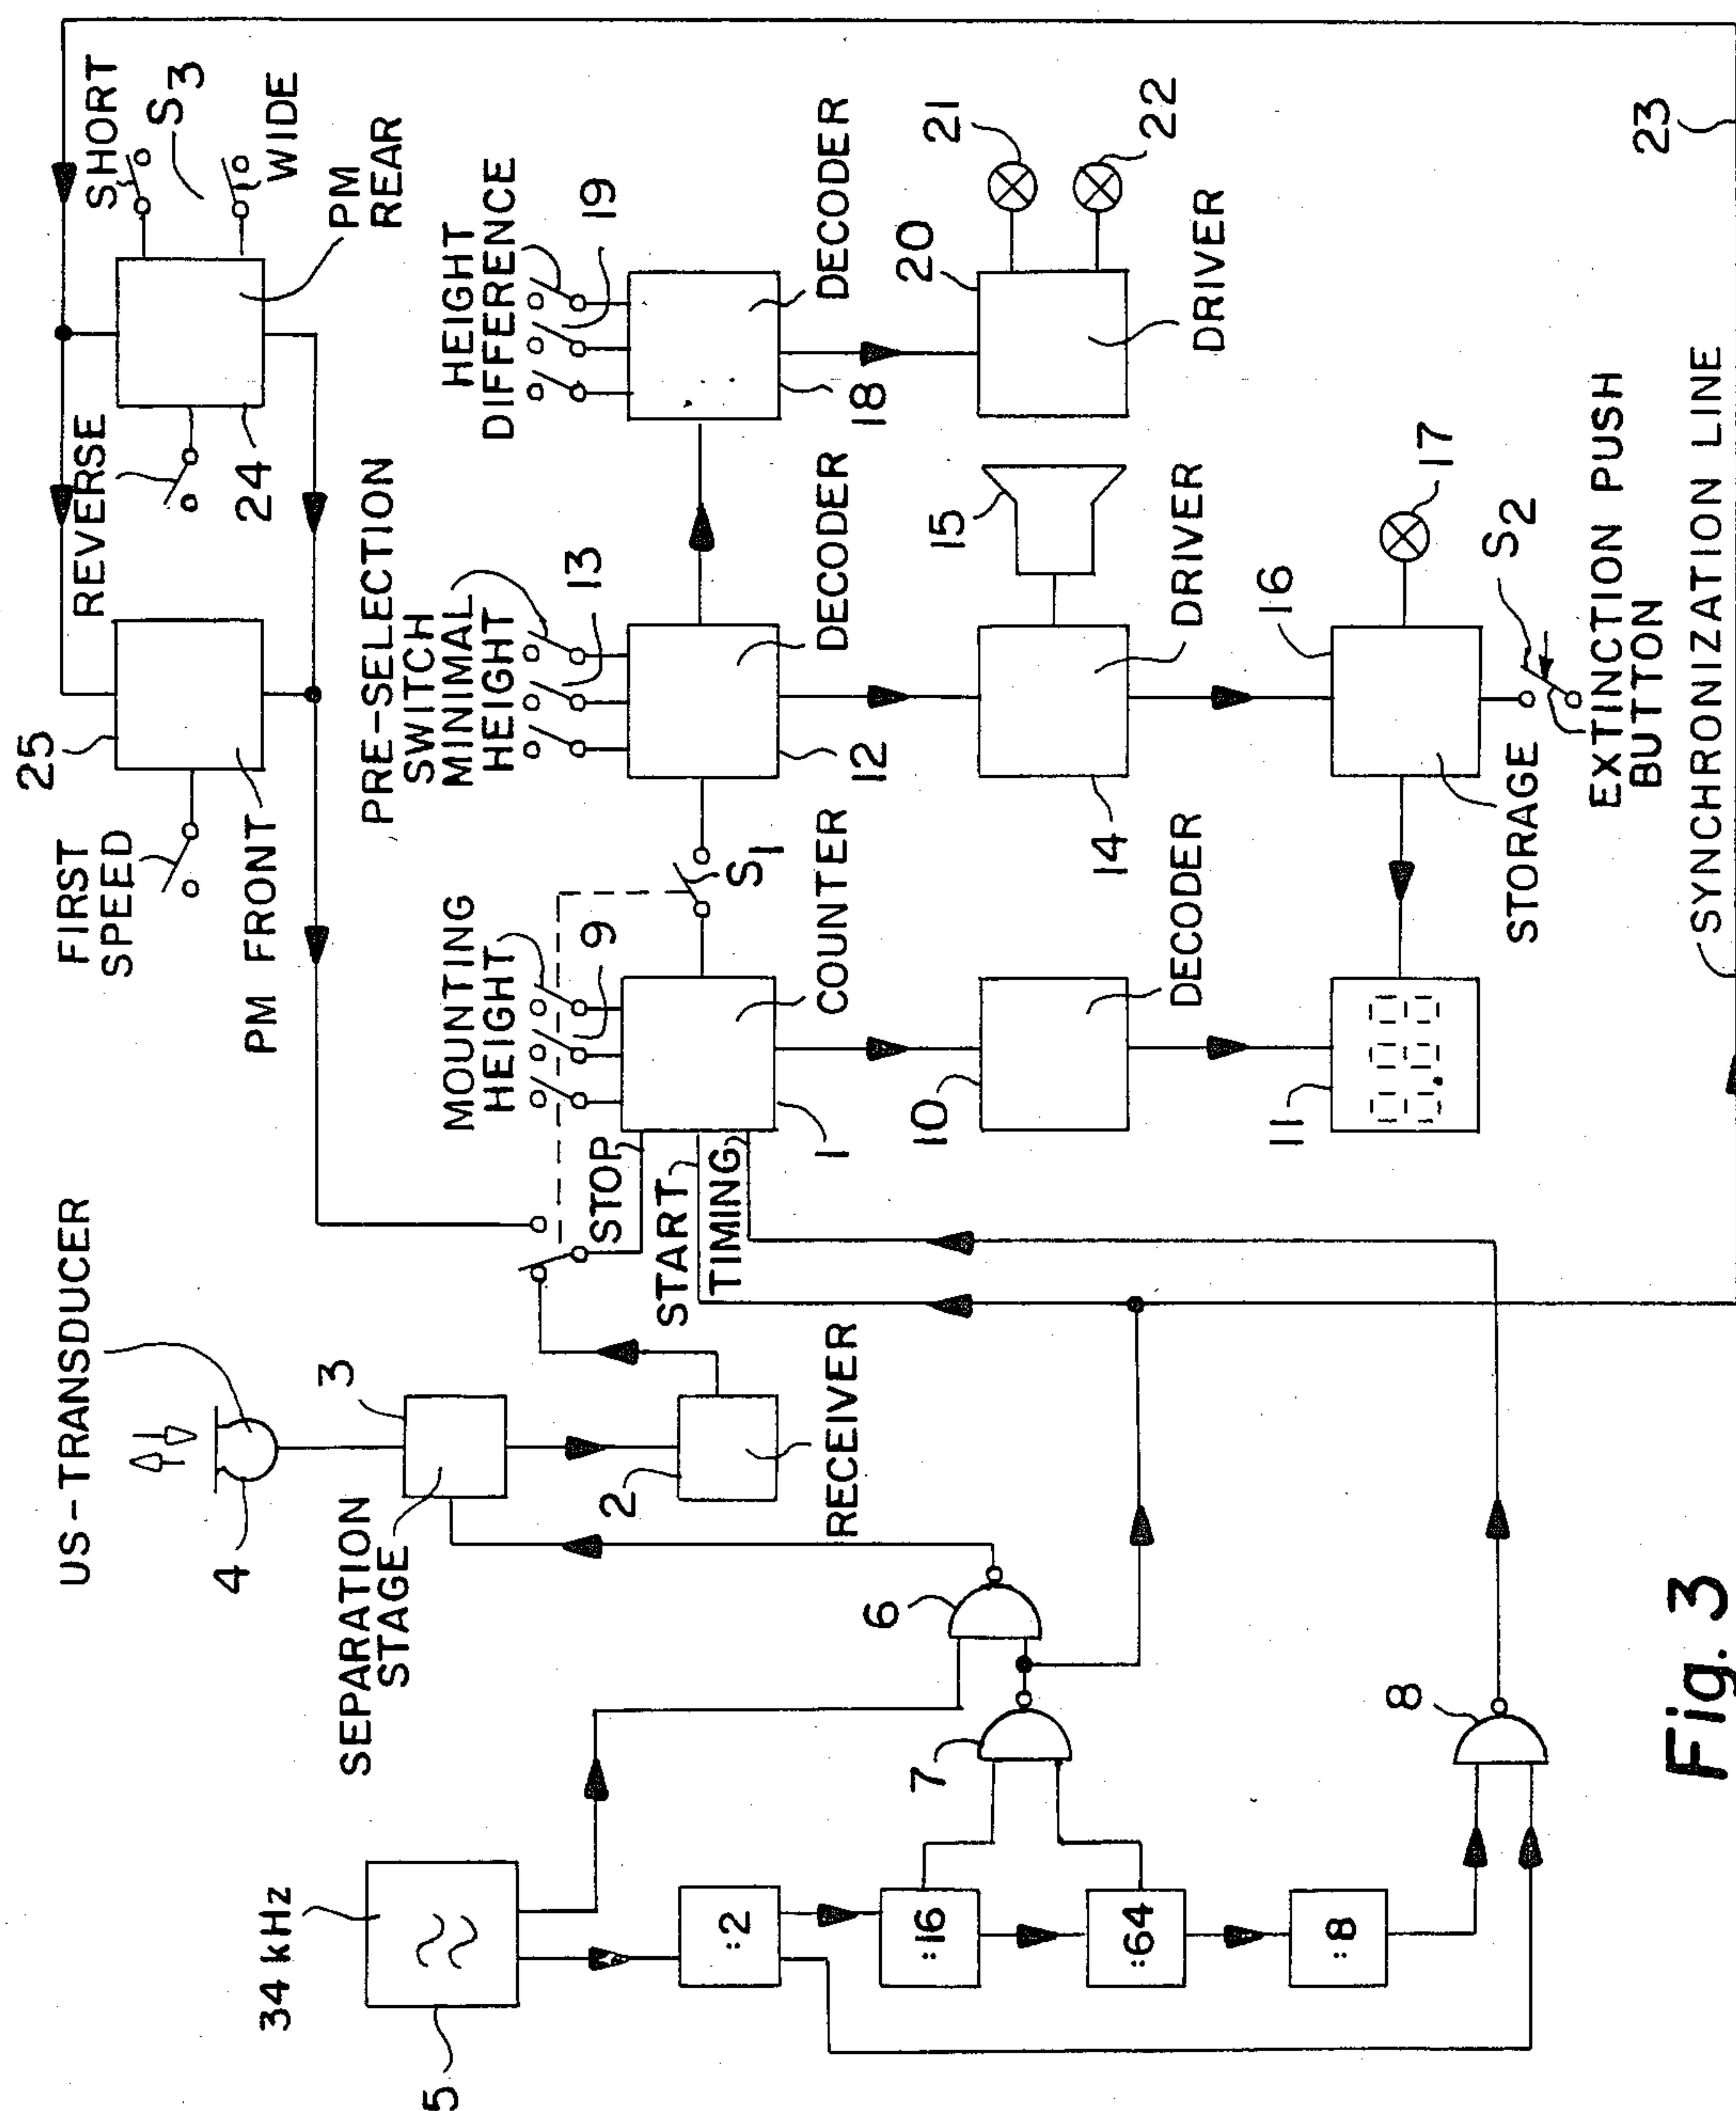 5
34 kHz
4
US-TRANSDUCER
SEPARATION
STAGE
3
2
RECEIVER
:2
:16
:64
:8
7
6
8
FIRST
SPEED
25
PM FRONT
REVERSE
24
SHORT
S3
WIDE
PM
REAR
MOUNTING
HEIGHT
9
STOP
START
TIMING
1
COUNTER
S1
PRE-SELECTION
SWITCH
MINIMAL
HEIGHT
13
12
DECODER
HEIGHT
DIFFERENCE
19
18
DECODER
10
DECODER
14
DRIVER
15
20
DRIVER
21
22
11
8.8.8
STORAGE
16
17
S2
EXTINCTION PUSH
BUTTON
SYNCHRONIZATION LINE
23
Fig. 3